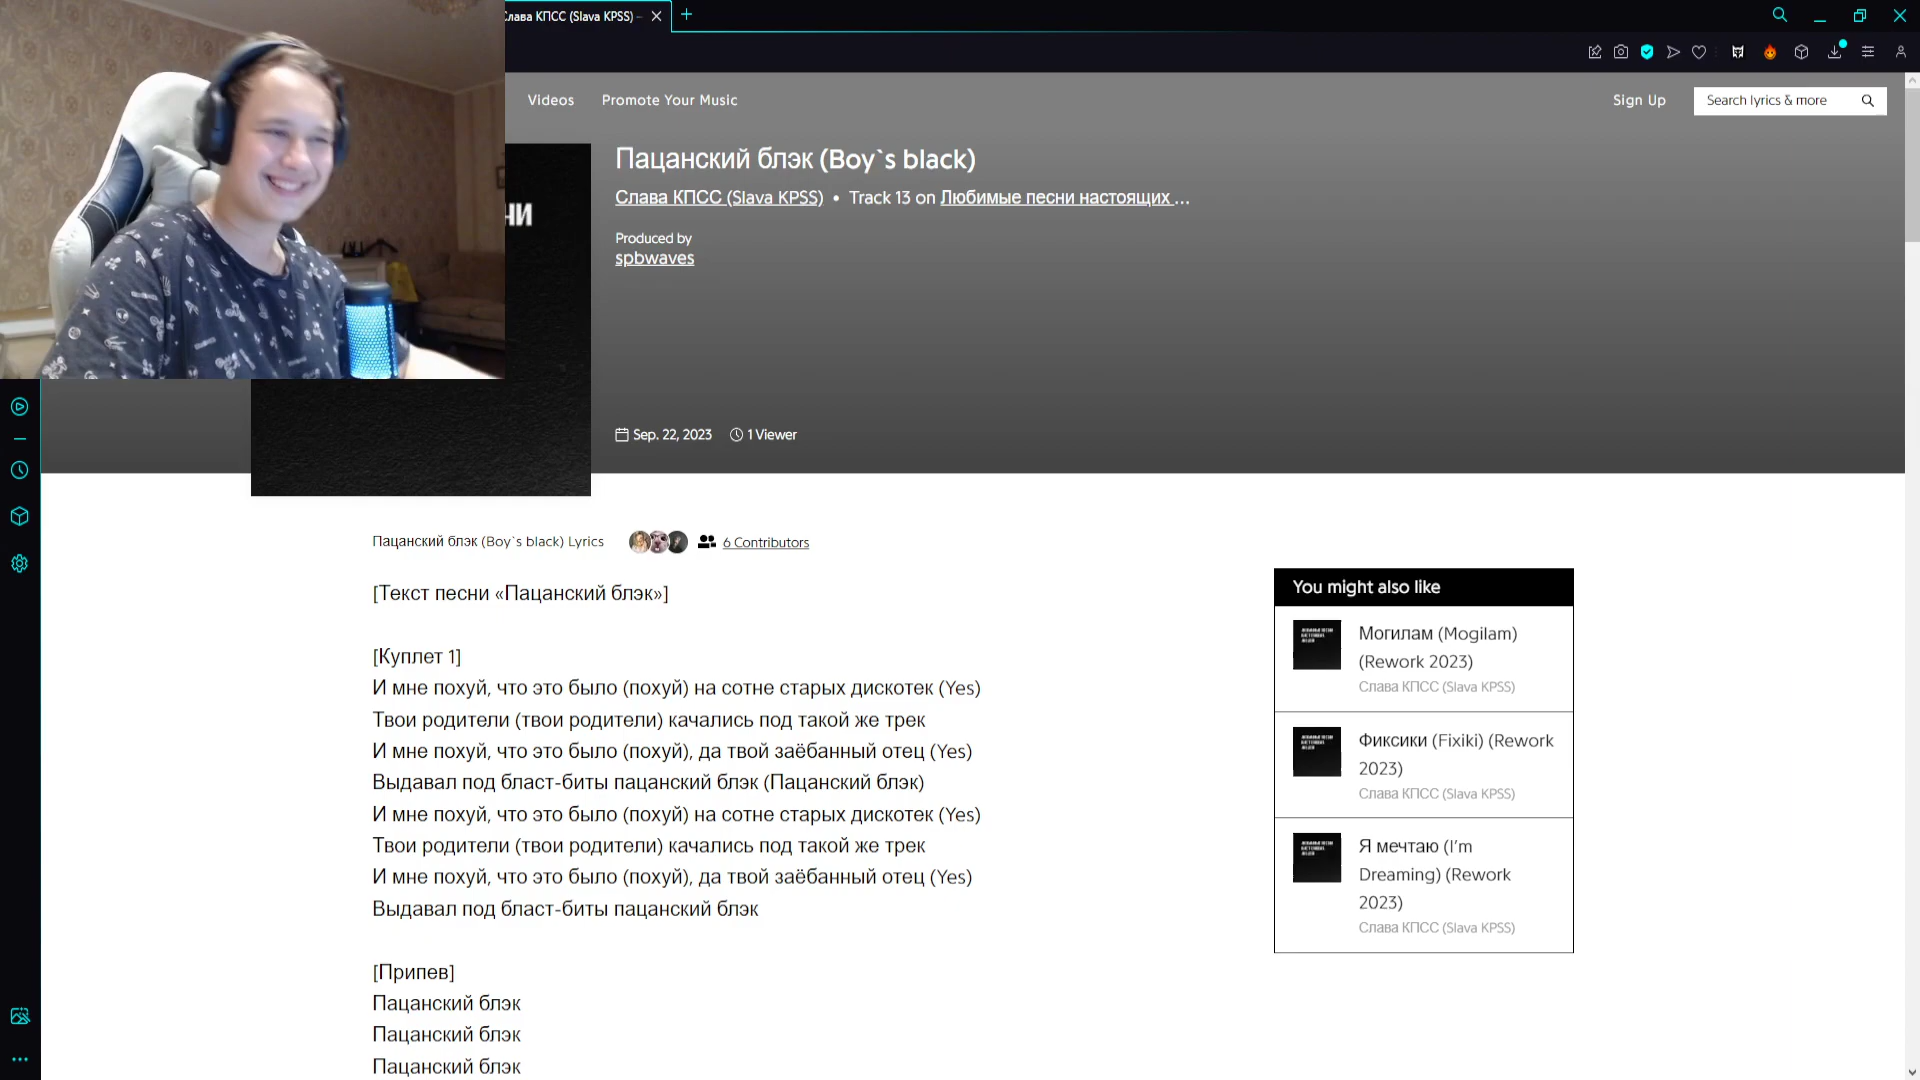 Слава КПСС (Slava KPSS) –
Videos
Promote Your Music
Sign Up
Search lyrics & more
НИ
Пацанский блэк (Boy`s black)
Слава КПСС (Slava KPSS) • Track 13 on Любимые песни настоящих ...
Produced by
spbwaves
Sep. 22, 2023
1 Viewer
Пацанский блэк (Boy`s black) Lyrics
6 Contributors
[Текст песни «Пацанский блэк»]
[Куплет 1]
И мне похуй, что это было (похуй) на сотне старых дискотек (Yes)
Твои родители (твои родители) качались под такой же трек
И мне похуй, что это было (похуй), да твой заёбанный отец (Yes)
Выдавал под бласт-биты пацанский блэк (Пацанский блэк)
И мне похуй, что это было (похуй) на сотне старых дискотек (Yes)
Твои родители (твои родители) качались под такой же трек
И мне похуй, что это было (похуй), да твой заёбанный отец (Yes)
Выдавал под бласт-биты пацанский блэк
[Припев]
Пацанский блэк
Пацанский блэк
Пацанский блэк
You might also like
Могилам (Mogilam)
(Rework 2023)
Слава КПСС (Slava KPSS)
Фиксики (Fixiki) (Rework
2023)
Слава КПСС (Slava KPSS)
Я мечтаю (I'm
Dreaming) (Rework
2023)
Слава КПСС (Slava KPSS)